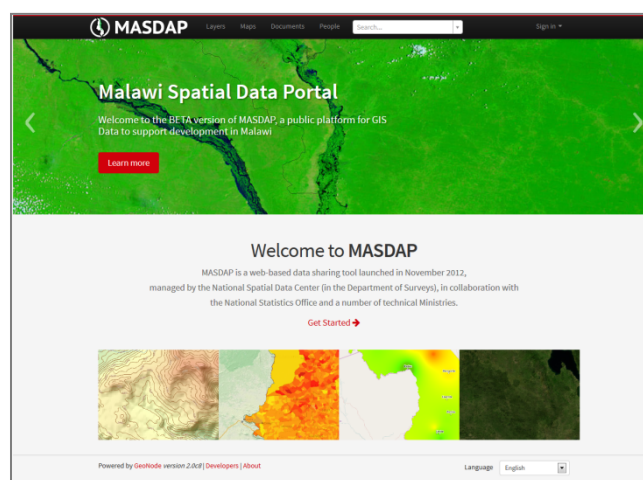 MASDAP Layers Maps Documents People Search... Sign in
Malawi Spatial Data Portal
Welcome to the BETA version of MASDAP, a public platform for GIS
Data to support development in Malawi
Learn more
Welcome to MASDAP
MASDAP is a web-based data sharing tool launched in November 2012,
managed by the National Spatial Data Center (in the Department of Surveys), in collaboration with
the National Statistics Office and a number of technical Ministries.
Get Started
Powered by GeoNode version 2.0c8 | Developers | About Language English